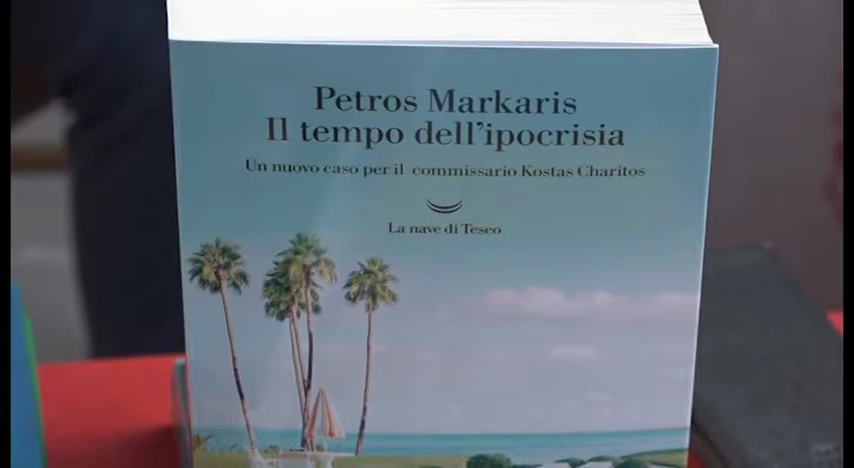 Petros Markaris
Il tempo dell'ipocrisia
Un nuovo caso per il commissario Kostas Charitos
La nave di Teseo